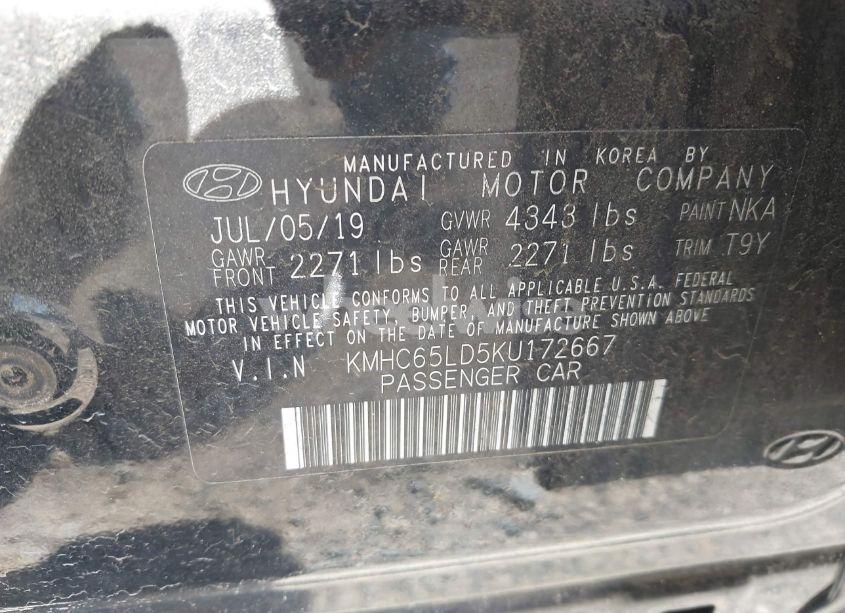 MANUFACTURED IN KOREA BY
HYUNDAI MOTOR COMPANY
JUL/05/19 GVWR 4343 lbs PAINT NKA
GAWR FRONT 2271 lbs GAWR REAR 2271 lbs TRIM T9Y
THIS VEHICLE CONFORMS TO ALL APPLICABLE U.S.A. FEDERAL
MOTOR VEHICLE SAFETY, BUMPER, AND THEFT PREVENTION STANDARDS
IN EFFECT ON THE DATE OF MANUFACTURE SHOWN ABOVE
V.I.N KMHC65LD5KU172667
PASSENGER CAR